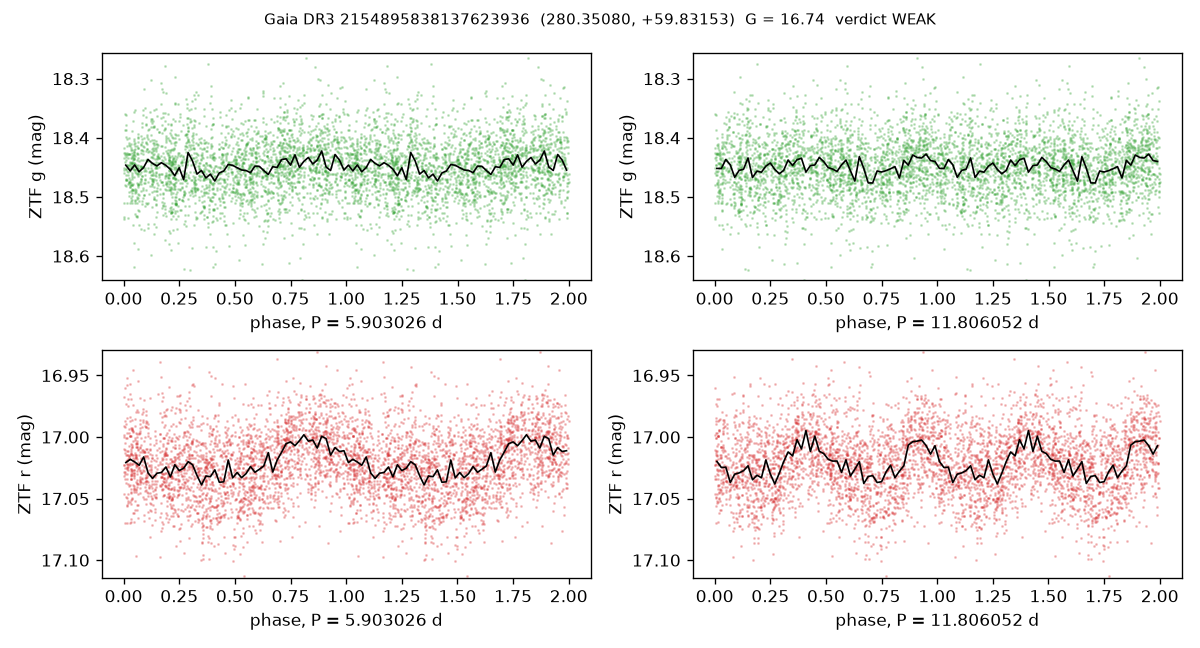 Gaia DR3 2154895838137623936  (280.35080, +59.83153)  G = 16.74  verdict WEAK
ZTF g (mag)
18.3
18.4
18.5
18.6
0.00 0.25 0.50 0.75 1.00 1.25 1.50 1.75 2.00
phase, P = 5.903026 d
ZTF g (mag)
18.3
18.4
18.5
18.6
0.00 0.25 0.50 0.75 1.00 1.25 1.50 1.75 2.00
phase, P = 11.806052 d
ZTF r (mag)
16.95
17.00
17.05
17.10
0.00 0.25 0.50 0.75 1.00 1.25 1.50 1.75 2.00
phase, P = 5.903026 d
ZTF r (mag)
16.95
17.00
17.05
17.10
0.00 0.25 0.50 0.75 1.00 1.25 1.50 1.75 2.00
phase, P = 11.806052 d